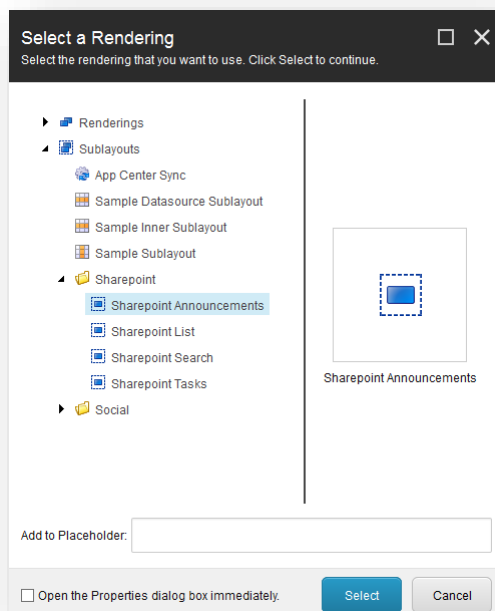 Select a Rendering
Select the rendering that you want to use. Click Select to continue.
Renderings
Sublayouts
App Center Sync
Sample Datasource Sublayout
Sample Inner Sublayout
Sample Sublayout
Sharepoint
Sharepoint Announcements
Sharepoint List
Sharepoint Search
Sharepoint Tasks
Social
Sharepoint Announcements
Add to Placeholder:
Open the Properties dialog box immediately.
Select
Cancel